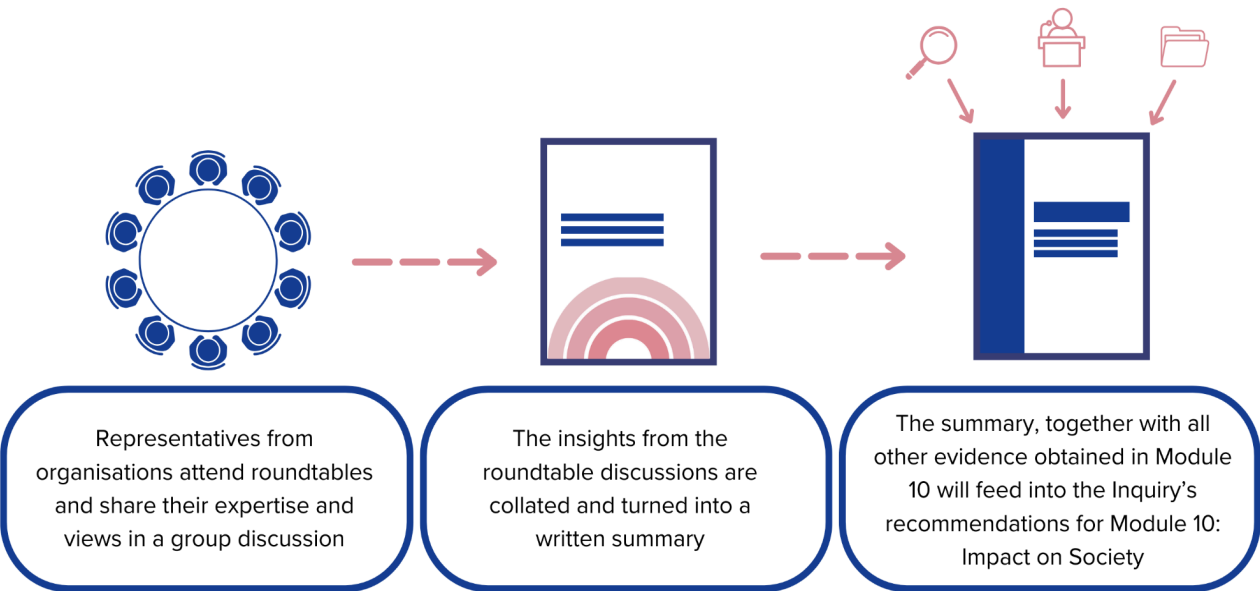 Representatives from
organisations attend roundtables
and share their expertise and
views in a group discussion
The insights from the
roundtable discussions are
collated and turned into a
written summary
The summary, together with all
other evidence obtained in Module
10 will feed into the Inquiry’s
recommendations for Module 10:
Impact on Society